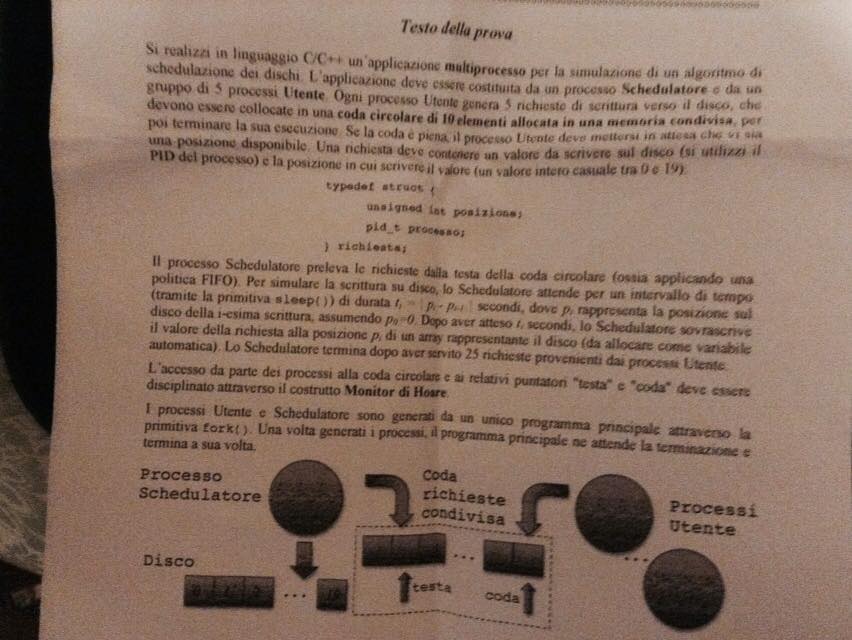 Testo della prova
Si realizzi in linguaggio C/C++ un'applicazione multiprocesso per la simulazione di un algoritmo di
schedulazione dei dischi. L'applicazione deve essere costituita da un processo Schedulatore e da un
gruppo di 5 processi Utente. Ogni processo Utente genera 5 richieste di scrittura verso il disco, che
devono essere collocate in una coda circolare di 10 elementi allocata in una memoria condivisa, per
poi terminare la sua esecuzione. Se la coda è piena, il processo Utente deve mettersi in attesa che vi sia
una posizione disponibile. Una richiesta deve contenere un valore da scrivere sul disco (si utilizzi il
PID del processo) e la posizione in cui scrivere il valore (un valore intero casuale tra 0 e 19).
typedef struct {
unsigned int posizione;
pid_t processo;
} richiesta;
Il processo Schedulatore preleva le richieste dalla testa della coda circolare (ossia applicando una
politica FIFO). Per simulare la scrittura su disco, lo Schedulatore attende per un intervallo di tempo
(tramite la primitiva sleep()) di durata ti = | pi - pi-1 | secondi, dove pi rappresenta la posizione sul
disco della i-esima scrittura, assumendo p0=0. Dopo aver atteso ti secondi, lo Schedulatore sovrascrive
il valore della richiesta alla posizione pi di un array rappresentante il disco (da allocare come variabile
automatica). Lo Schedulatore termina dopo aver servito 25 richieste provenienti dai processi Utente.
L'accesso da parte dei processi alla coda circolare e ai relativi puntatori "testa" e "coda" deve essere
disciplinato attraverso il costrutto Monitor di Hoare.
I processi Utente e Schedulatore sono generati da un unico programma principale attraverso la
primitiva fork(). Una volta generati i processi, il programma principale ne attende la terminazione e
termina a sua volta.
Processo
Schedulatore
Coda
richieste
condivisa
Processi
Utente
...
Disco
0 1 2 ... 19
...
testa
coda